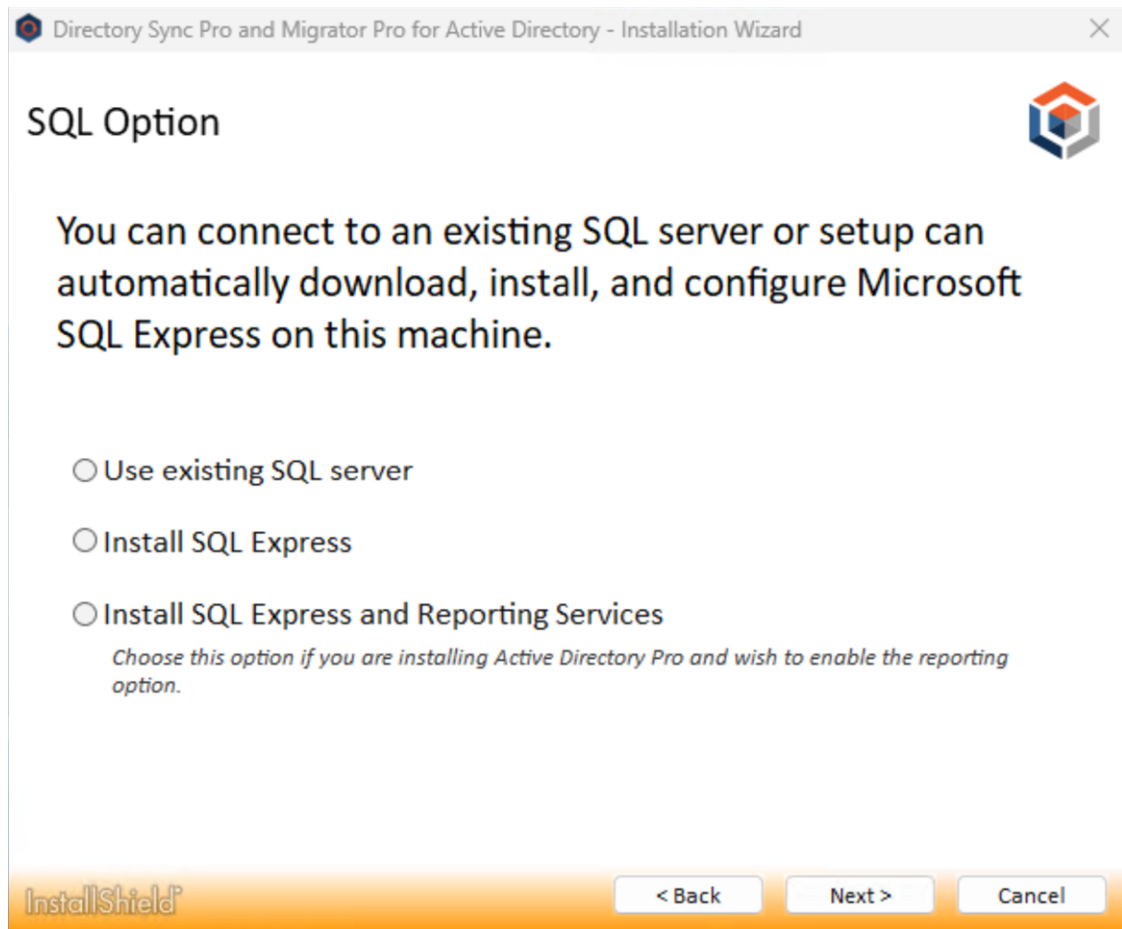 Directory Sync Pro and Migrator Pro for Active Directory - Installation Wizard
SQL Option
You can connect to an existing SQL server or setup can
automatically download, install, and configure Microsoft
SQL Express on this machine.
Use existing SQL server
Install SQL Express
Install SQL Express and Reporting Services
Choose this option if you are installing Active Directory Pro and wish to enable the reporting
option.
InstallShield®
< Back
Next >
Cancel